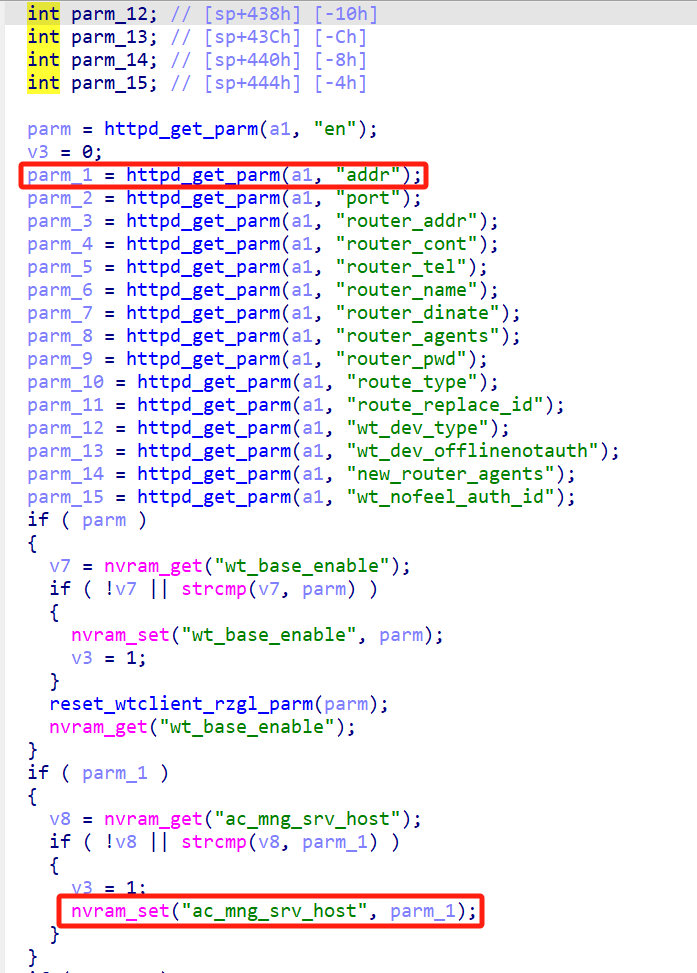 int parm_12; // [sp+438h] [-10h]
int parm_13; // [sp+43Ch] [-Ch]
int parm_14; // [sp+440h] [-8h]
int parm_15; // [sp+444h] [-4h]
parm = httpd_get_parm(a1, "en");
v3 = 0;
parm_1 = httpd_get_parm(a1, "addr");
parm_2 = httpd_get_parm(a1, "port");
parm_3 = httpd_get_parm(a1, "router_addr");
parm_4 = httpd_get_parm(a1, "router_cont");
parm_5 = httpd_get_parm(a1, "router_tel");
parm_6 = httpd_get_parm(a1, "router_name");
parm_7 = httpd_get_parm(a1, "router_dinate");
parm_8 = httpd_get_parm(a1, "router_agents");
parm_9 = httpd_get_parm(a1, "router_pwd");
parm_10 = httpd_get_parm(a1, "route_type");
parm_11 = httpd_get_parm(a1, "route_replace_id");
parm_12 = httpd_get_parm(a1, "wt_dev_type");
parm_13 = httpd_get_parm(a1, "wt_dev_offlinenotauth");
parm_14 = httpd_get_parm(a1, "new_router_agents");
parm_15 = httpd_get_parm(a1, "wt_nofeel_auth_id");
if ( parm )
{
v7 = nvram_get("wt_base_enable");
if ( !v7 || strcmp(v7, parm) )
{
nvram_set("wt_base_enable", parm);
v3 = 1;
}
reset_wtclient_rzgl_parm(parm);
nvram_get("wt_base_enable");
}
if ( parm_1 )
{
v8 = nvram_get("ac_mng_srv_host");
if ( !v8 || strcmp(v8, parm_1) )
{
v3 = 1;
nvram_set("ac_mng_srv_host", parm_1);
}
}